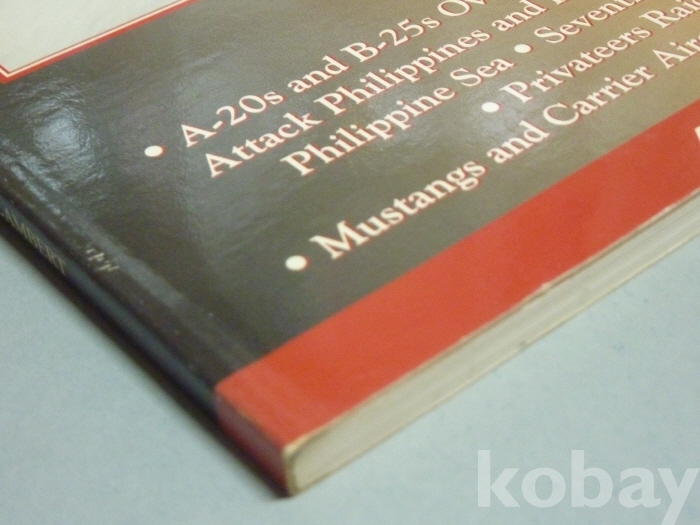 • A-20s and B-25s
Attack Philippines and
Philippine Sea •
• Privateers
Mustangs and Carrier
kobay